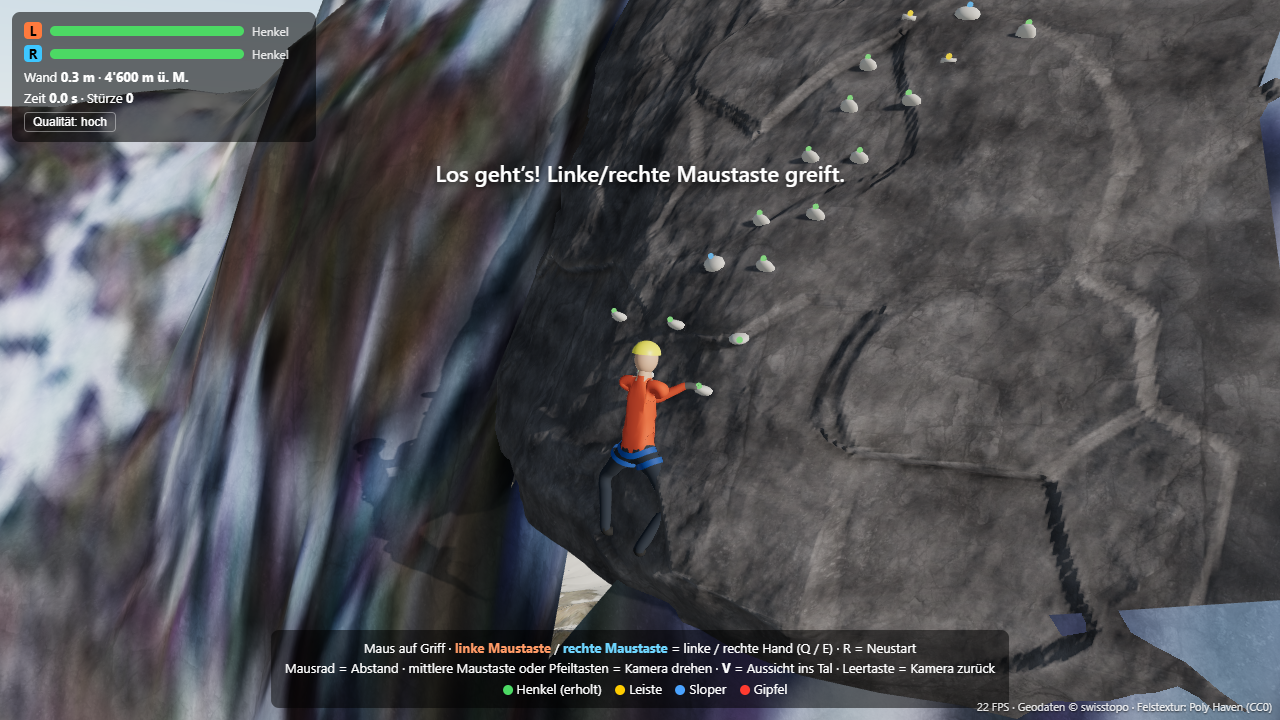 L Henkel
R Henkel
Wand 0.3 m · 4'600 m ü. M.
Zeit 0.0 s · Stürze 0
Qualität: hoch
Los geht's! Linke/rechte Maustaste greift.
Maus auf Griff · linke Maustaste / rechte Maustaste = linke / rechte Hand (Q / E) · R = Neustart
Mausrad = Abstand · mittlere Maustaste oder Pfeiltasten = Kamera drehen · V = Aussicht ins Tal · Leertaste = Kamera zurück
Henkel (erholt) Leiste Sloper Gipfel
22 FPS · Geodaten © swisstopo · Felstextur: Poly Haven (CC0)